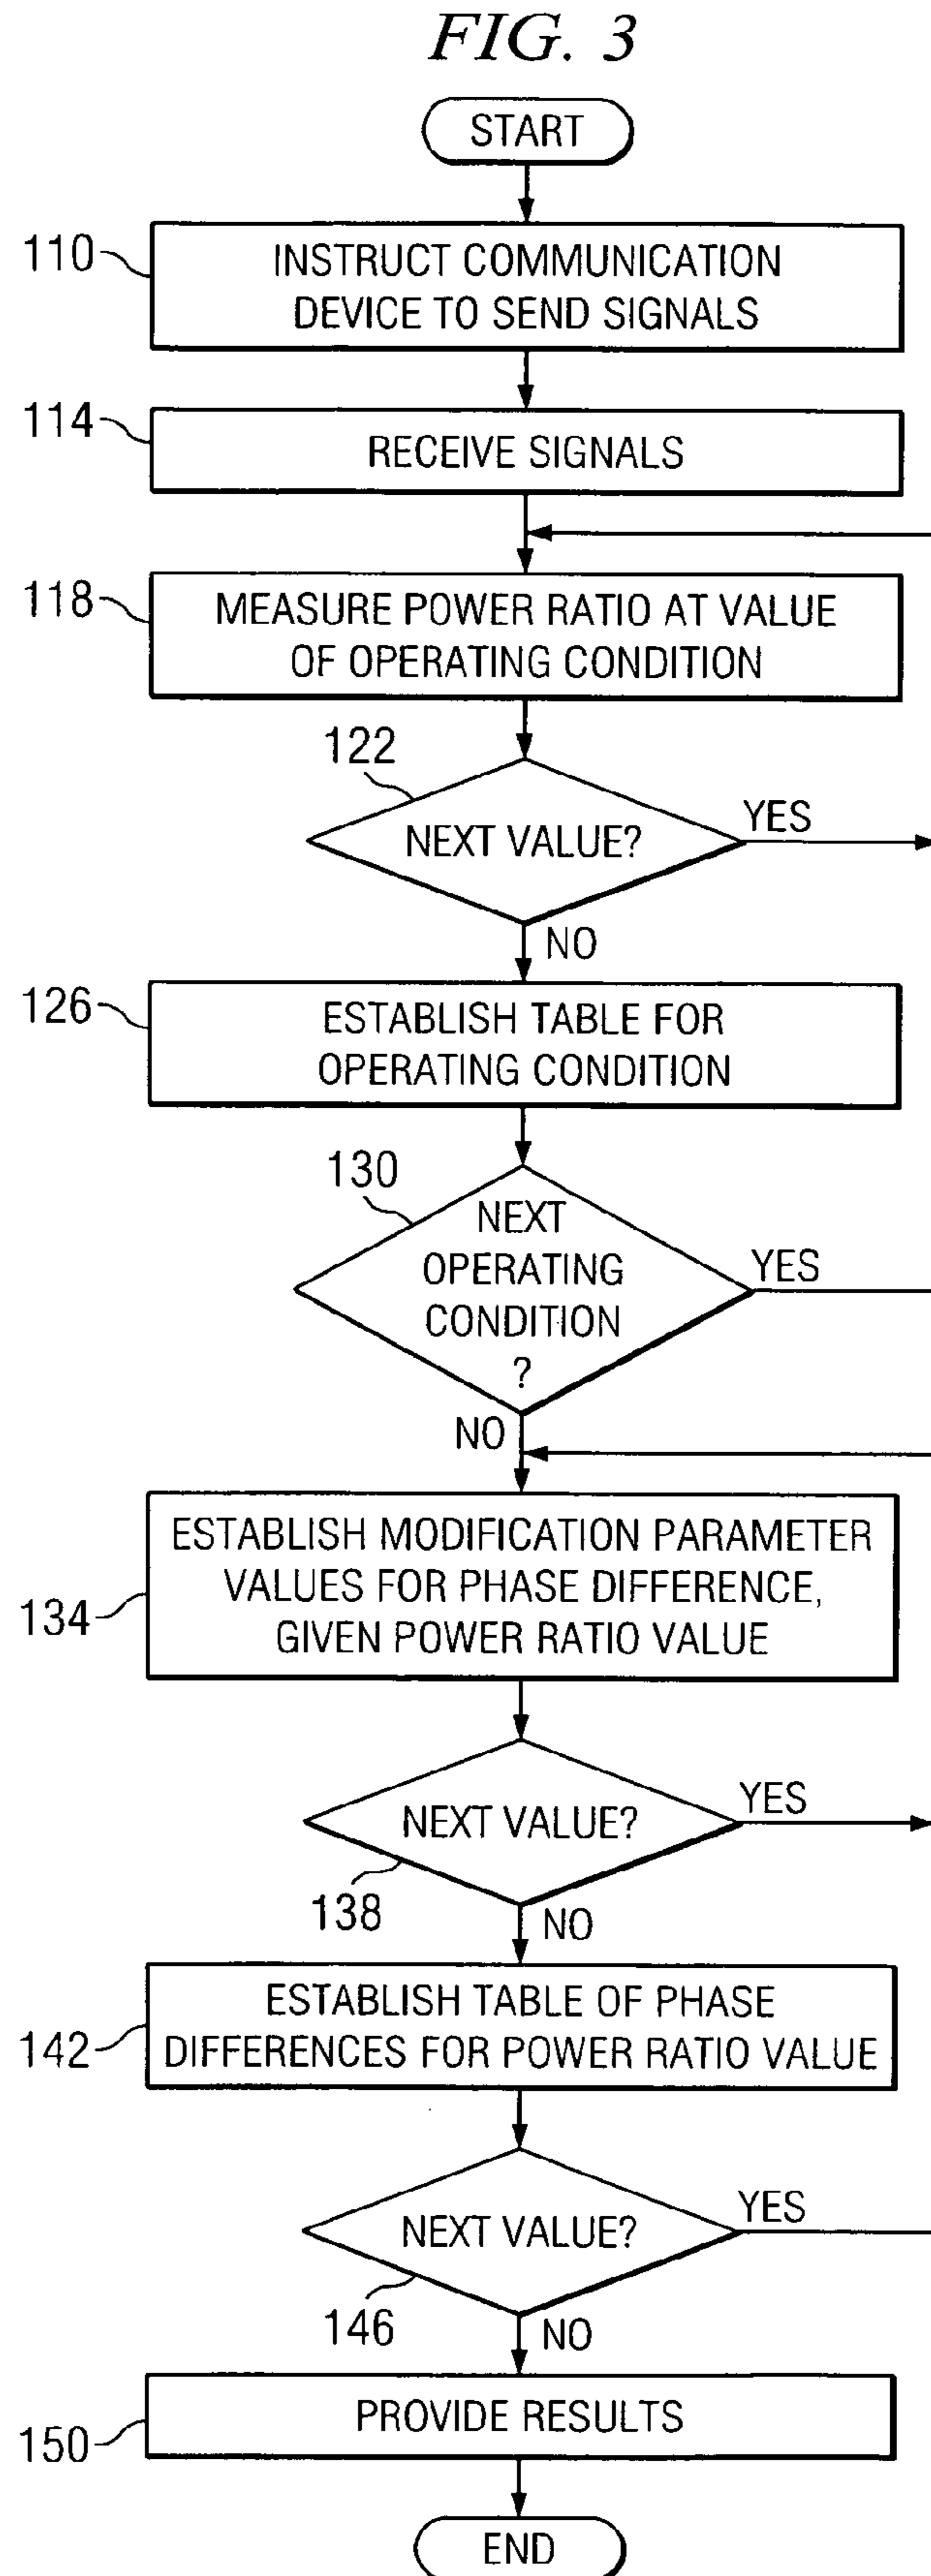 FIG. 3
START
110
INSTRUCT COMMUNICATION
DEVICE TO SEND SIGNALS
114
RECEIVE SIGNALS
118
MEASURE POWER RATIO AT VALUE
OF OPERATING CONDITION
122
NEXT VALUE?
YES
NO
126
ESTABLISH TABLE FOR
OPERATING CONDITION
130
NEXT
OPERATING
CONDITION
?
YES
NO
134
ESTABLISH MODIFICATION PARAMETER
VALUES FOR PHASE DIFFERENCE,
GIVEN POWER RATIO VALUE
NEXT VALUE?
YES
138
NO
142
ESTABLISH TABLE OF PHASE
DIFFERENCES FOR POWER RATIO VALUE
NEXT VALUE?
YES
146
NO
150
PROVIDE RESULTS
END